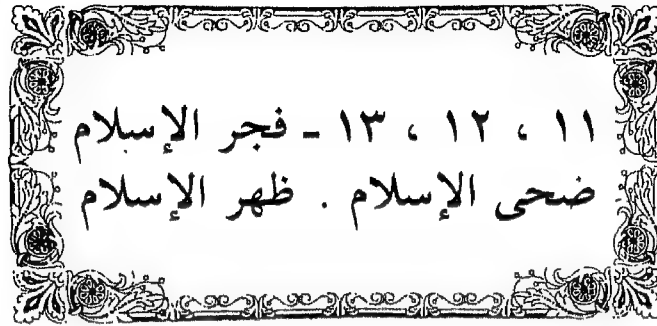 ١١ ، ١٢ ، ١٣ - فجر الإسلام
ضحى الإسلام . ظهر الإسلام